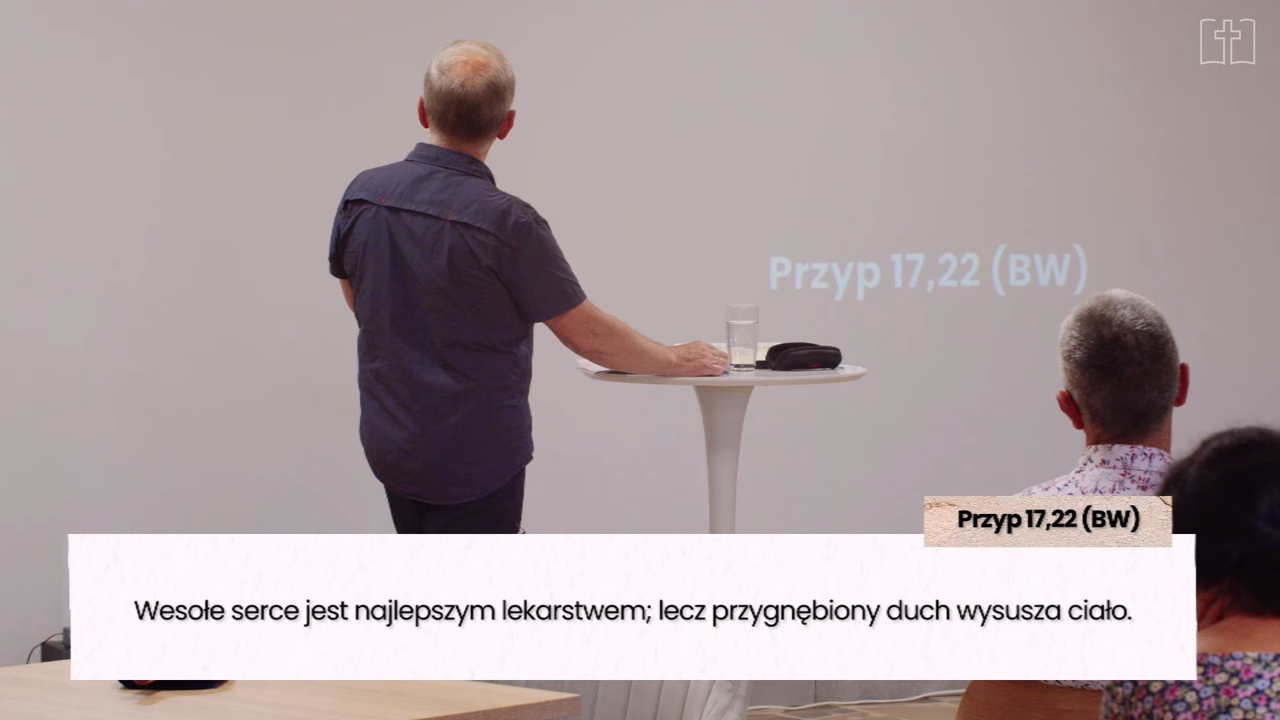 Przyp 17,22 (BW)
Przyp 17,22 (BW)
Wesołe serce jest najlepszym lekarstwem; lecz przygnębiony duch wysusza ciało.